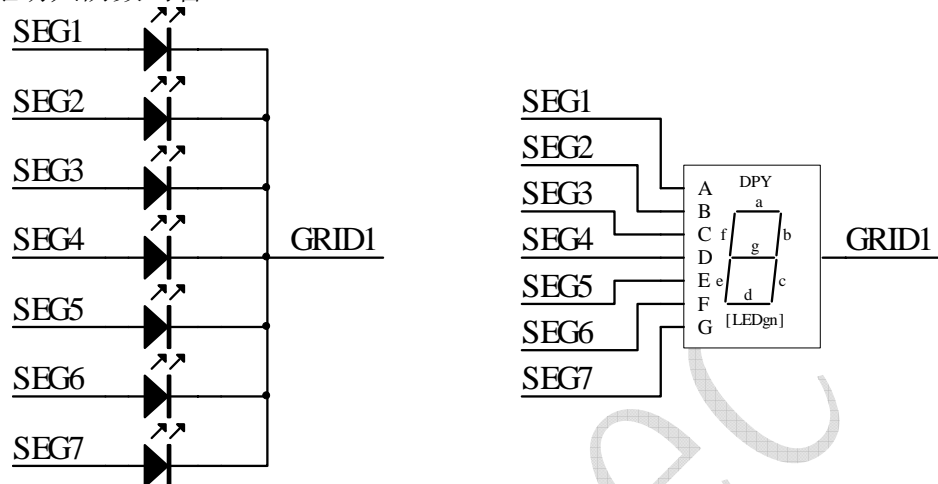 SEG1
SEG2
SEG3
SEG4
SEG5
SEG6
SEG7
GRID1
SEG1
SEG2
SEG3
SEG4
SEG5
SEG6
SEG7
A
B
C
D
E
F
G
DPY
a
f
b
g
e
c
d
[LEDgn]
GRID1